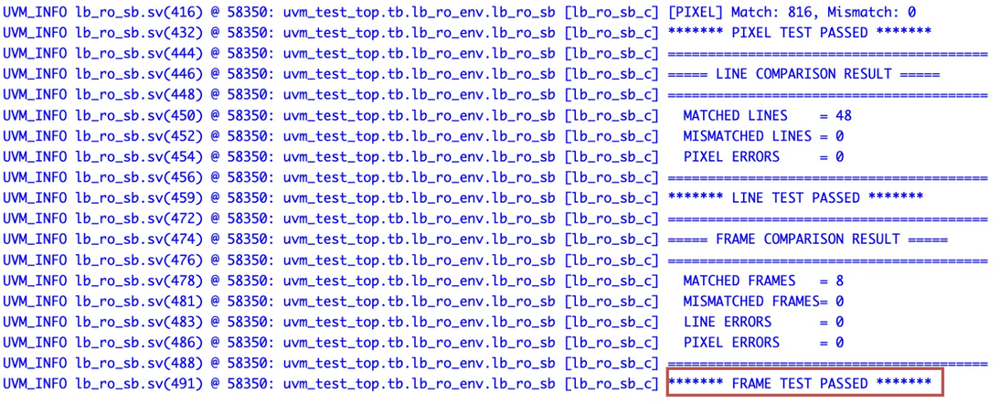 UVM_INFO lb_ro_sb.sv(416) @ 58350: uvm_test_top.tb.lb_ro_env.lb_ro_sb [lb_ro_sb_c] [PIXEL] Match: 816, Mismatch: 0
UVM_INFO lb_ro_sb.sv(432) @ 58350: uvm_test_top.tb.lb_ro_env.lb_ro_sb [lb_ro_sb_c] ******* PIXEL TEST PASSED *******
UVM_INFO lb_ro_sb.sv(444) @ 58350: uvm_test_top.tb.lb_ro_env.lb_ro_sb [lb_ro_sb_c] ========================================
UVM_INFO lb_ro_sb.sv(446) @ 58350: uvm_test_top.tb.lb_ro_env.lb_ro_sb [lb_ro_sb_c] ===== LINE COMPARISON RESULT =====
UVM_INFO lb_ro_sb.sv(448) @ 58350: uvm_test_top.tb.lb_ro_env.lb_ro_sb [lb_ro_sb_c] ========================================
UVM_INFO lb_ro_sb.sv(450) @ 58350: uvm_test_top.tb.lb_ro_env.lb_ro_sb [lb_ro_sb_c]   MATCHED LINES    = 48
UVM_INFO lb_ro_sb.sv(452) @ 58350: uvm_test_top.tb.lb_ro_env.lb_ro_sb [lb_ro_sb_c]   MISMATCHED LINES = 0
UVM_INFO lb_ro_sb.sv(454) @ 58350: uvm_test_top.tb.lb_ro_env.lb_ro_sb [lb_ro_sb_c]   PIXEL ERRORS     = 0
UVM_INFO lb_ro_sb.sv(456) @ 58350: uvm_test_top.tb.lb_ro_env.lb_ro_sb [lb_ro_sb_c] ========================================
UVM_INFO lb_ro_sb.sv(459) @ 58350: uvm_test_top.tb.lb_ro_env.lb_ro_sb [lb_ro_sb_c] ******* LINE TEST PASSED *******
UVM_INFO lb_ro_sb.sv(472) @ 58350: uvm_test_top.tb.lb_ro_env.lb_ro_sb [lb_ro_sb_c] ========================================
UVM_INFO lb_ro_sb.sv(474) @ 58350: uvm_test_top.tb.lb_ro_env.lb_ro_sb [lb_ro_sb_c] ===== FRAME COMPARISON RESULT =====
UVM_INFO lb_ro_sb.sv(476) @ 58350: uvm_test_top.tb.lb_ro_env.lb_ro_sb [lb_ro_sb_c] ========================================
UVM_INFO lb_ro_sb.sv(478) @ 58350: uvm_test_top.tb.lb_ro_env.lb_ro_sb [lb_ro_sb_c]   MATCHED FRAMES   = 8
UVM_INFO lb_ro_sb.sv(481) @ 58350: uvm_test_top.tb.lb_ro_env.lb_ro_sb [lb_ro_sb_c]   MISMATCHED FRAMES= 0
UVM_INFO lb_ro_sb.sv(483) @ 58350: uvm_test_top.tb.lb_ro_env.lb_ro_sb [lb_ro_sb_c]   LINE ERRORS      = 0
UVM_INFO lb_ro_sb.sv(486) @ 58350: uvm_test_top.tb.lb_ro_env.lb_ro_sb [lb_ro_sb_c]   PIXEL ERRORS     = 0
UVM_INFO lb_ro_sb.sv(488) @ 58350: uvm_test_top.tb.lb_ro_env.lb_ro_sb [lb_ro_sb_c] ========================================
UVM_INFO lb_ro_sb.sv(491) @ 58350: uvm_test_top.tb.lb_ro_env.lb_ro_sb [lb_ro_sb_c] ******* FRAME TEST PASSED *******